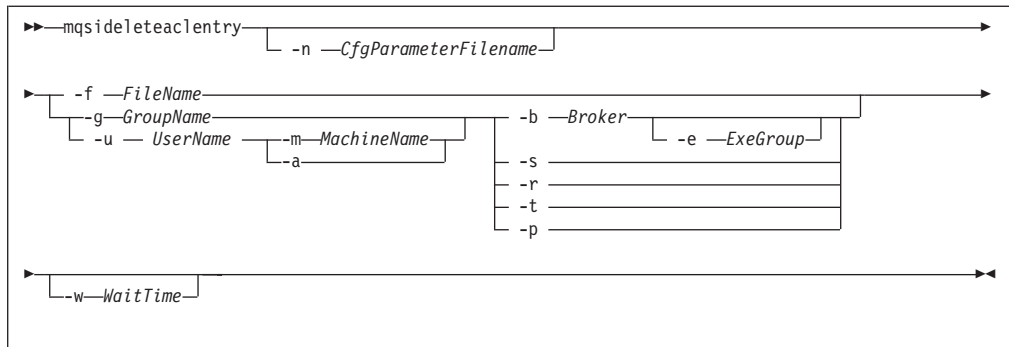 mqsideleteaclentry
-n CfgParameterFilename
-f FileName
-g GroupName -b Broker
-u UserName -m MachineName -e ExeGroup
-a -s
-r
-t
-p
-w WaitTime